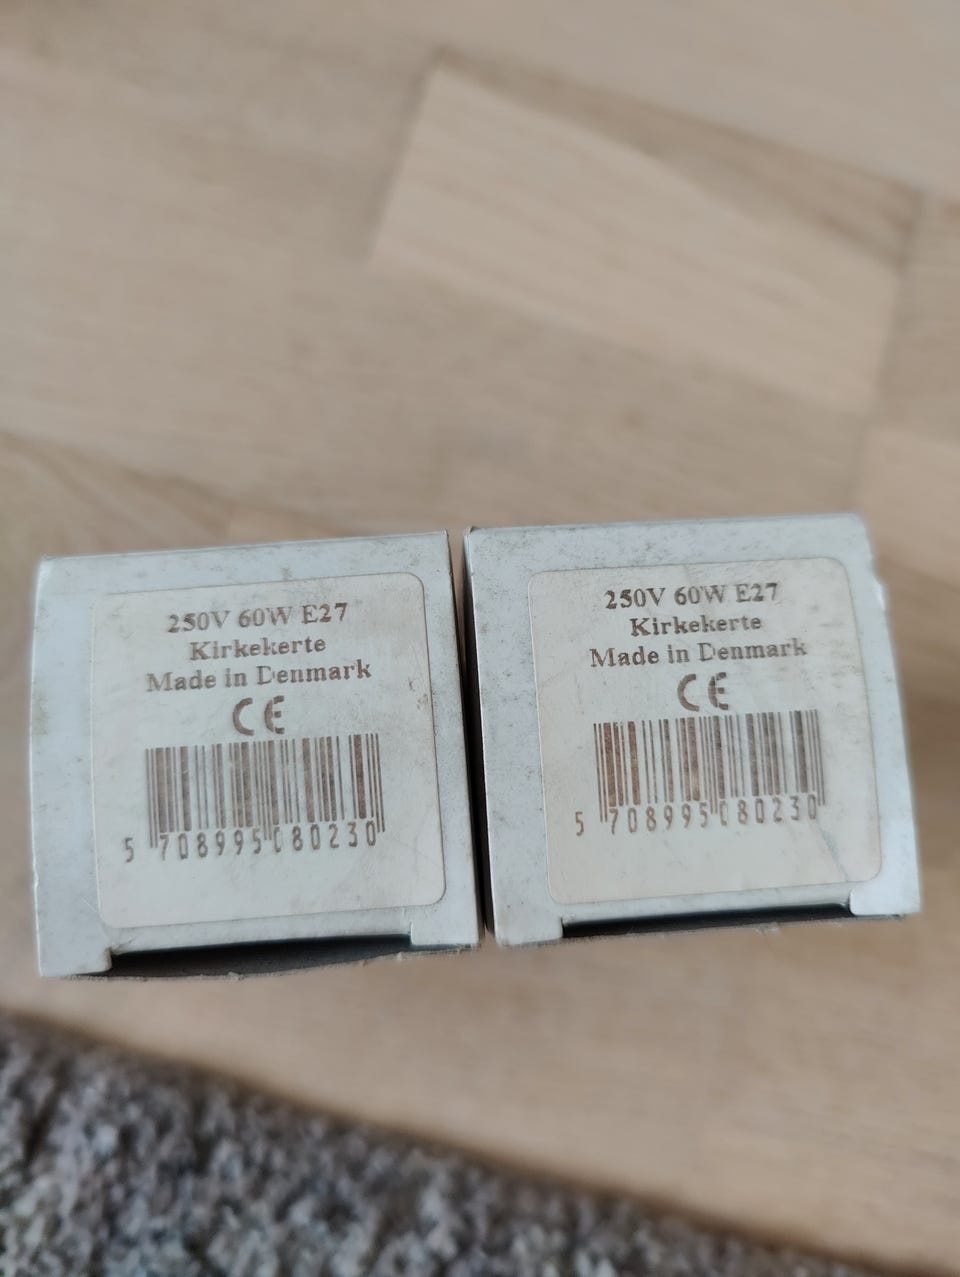 250V 60W E27
Kirkekerte
Made in Denmark
CE
5 708995 080230
250V 60W E27
Kirkekerte
Made in Denmark
CE
5 708995 080230